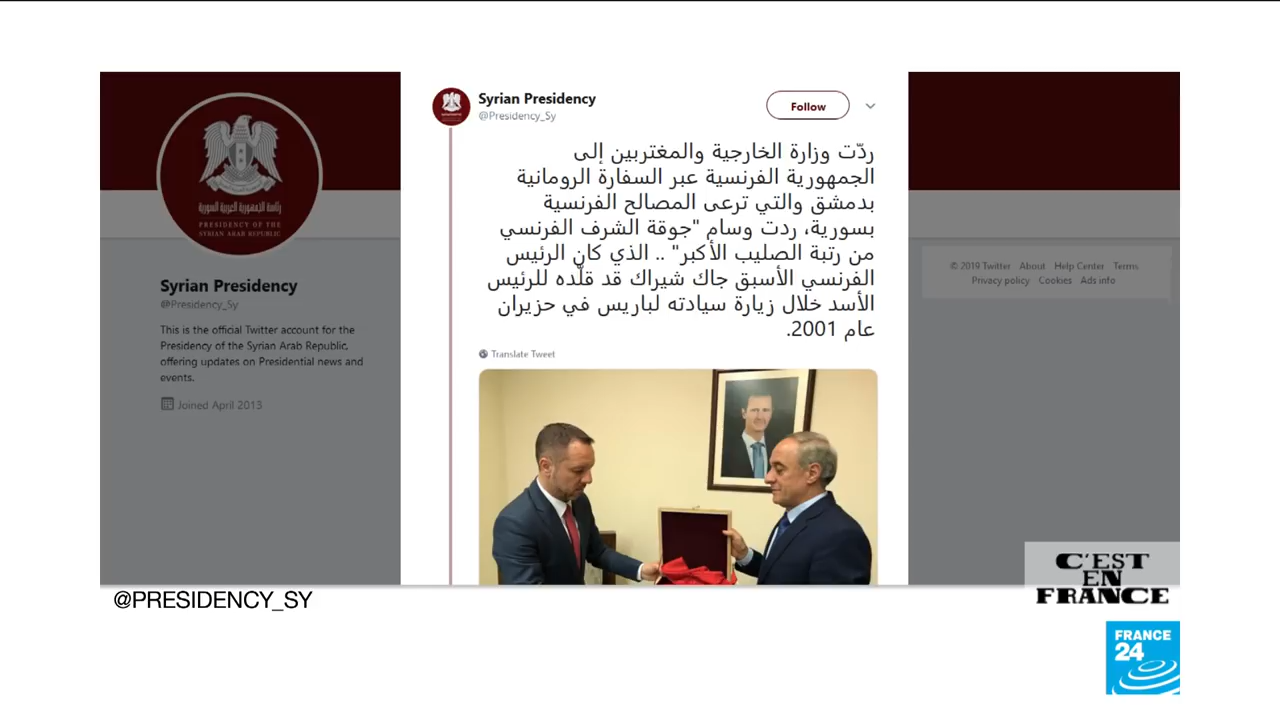 رئاسة الجمهورية العربية السورية
PRESIDENCY OF THE
SYRIAN ARAB REPUBLIC
Syrian Presidency
@Presidency_Sy
This is the official Twitter account for the
Presidency of the Syrian Arab Republic,
offering updates on Presidential news and
events.
Joined April 2013
Syrian Presidency
@Presidency_Sy
Follow
ردّت وزارة الخارجية والمغتربين إلى
الجمهورية الفرنسية عبر السفارة الرومانية
بدمشق والتي ترعى المصالح الفرنسية
بسورية، ردت وسام "جوقة الشرف الفرنسي
من رتبة الصليب الأكبر" .. الذي كان الرئيس
الفرنسي الأسبق جاك شيراك قد قلّده للرئيس
الأسد خلال زيارة سيادته لباريس في حزيران
عام 2001.
Translate Tweet
© 2019 Twitter About Help Center Terms
Privacy policy Cookies Ads info
@PRESIDENCY_SY
C'EST
EN
FRANCE
FRANCE
24